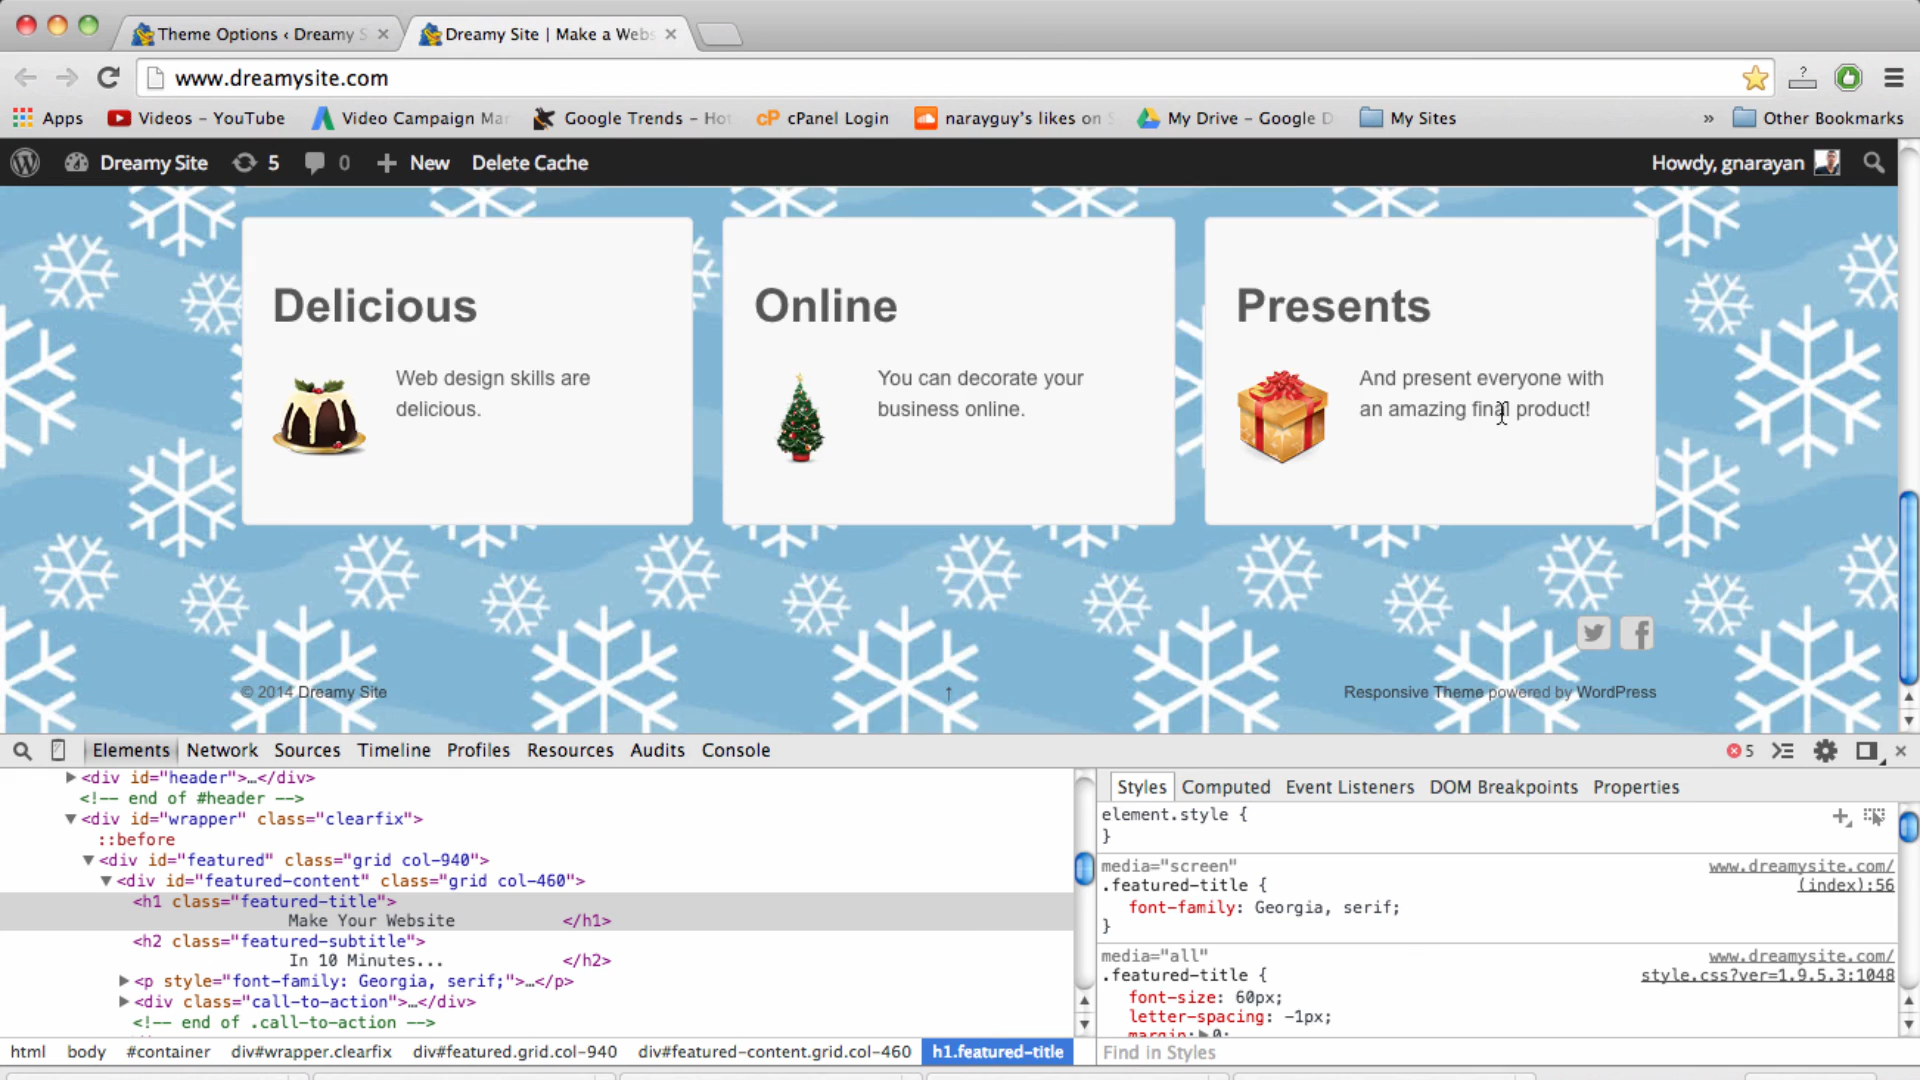 Theme Options ‹ Dreamy S
Dreamy Site | Make a Webs
www.dreamysite.com
Apps
Videos - YouTube
Video Campaign Ma
Google Trends - Hot
cPanel Login
narayguy's likes on S
My Drive - Google D
My Sites
»
Other Bookmarks
Dreamy Site
5
0
New
Delete Cache
Howdy, gnarayan
Delicious
Web design skills are
delicious.
Online
You can decorate your
business online.
Presents
And present everyone with
an amazing final product!
© 2014 Dreamy Site
↑
Responsive Theme powered by WordPress
Elements
Network
Sources
Timeline
Profiles
Resources
Audits
Console
5
<div id="header">…</div>
<!-- end of #header -->
<div id="wrapper" class="clearfix">
::before
<div id="featured" class="grid col-940">
<div id="featured-content" class="grid col-460">
<h1 class="featured-title">
Make Your Website </h1>
<h2 class="featured-subtitle">
In 10 Minutes... </h2>
<p style="font-family: Georgia, serif;">…</p>
<div class="call-to-action">…</div>
<!-- end of .call-to-action -->
html
body
#container
div#wrapper.clearfix
div#featured.grid.col-940
div#featured-content.grid.col-460
h1.featured-title
Styles
Computed
Event Listeners
DOM Breakpoints
Properties
element.style {
}
media="screen"
www.dreamysite.com/
.featured-title {
(index):56
font-family: Georgia, serif;
}
media="all"
www.dreamysite.com/
.featured-title {
style.css?ver=1.9.5.3:1048
font-size: 60px;
letter-spacing: -1px;
margin: 0;
Find in Styles